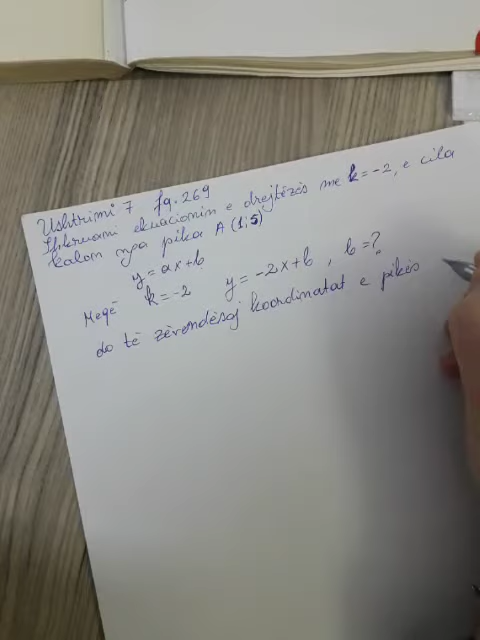 Ushtrimi 7 fq. 269
Shkruani ekuacionin e drejtëzës me k = -2, e cila
kalon nga pika A (1;5)
y = ax + b
Meqë k = -2 y = -2x + b , b = ?
do të zëvendësoj koordinatat e pikës